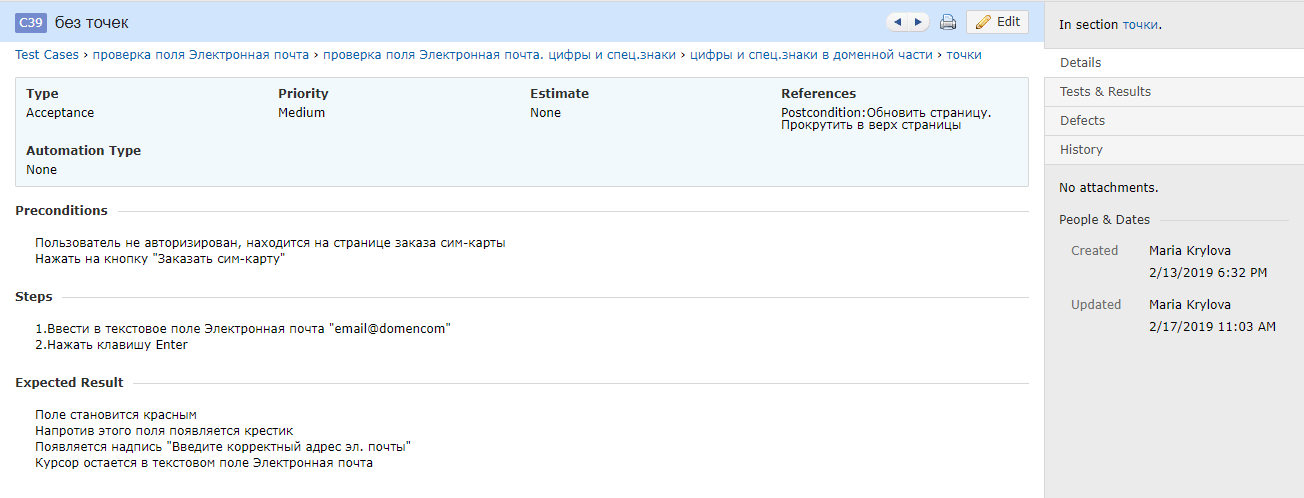 C39 без точек
Edit
Test Cases › проверка поля Электронная почта › проверка поля Электронная почта. цифры и спец.знаки › цифры и спец.знаки в доменной части › точки
Type
Acceptance
Priority
Medium
Estimate
None
References
Postcondition:Обновить страницу.
Прокрутить в верх страницы
Automation Type
None
Preconditions
Пользователь не авторизирован, находится на странице заказа сим-карты
Нажать на кнопку "Заказать сим-карту"
Steps
1.Ввести в текстовое поле Электронная почта "email@domencom"
2.Нажать клавишу Enter
Expected Result
Поле становится красным
Напротив этого поля появляется крестик
Появляется надпись "Введите корректный адрес эл. почты"
Курсор остается в текстовом поле Электронная почта
In section точки.
Details
Tests & Results
Defects
History
No attachments.
People & Dates
Created Maria Krylova
2/13/2019 6:32 PM
Updated Maria Krylova
2/17/2019 11:03 AM